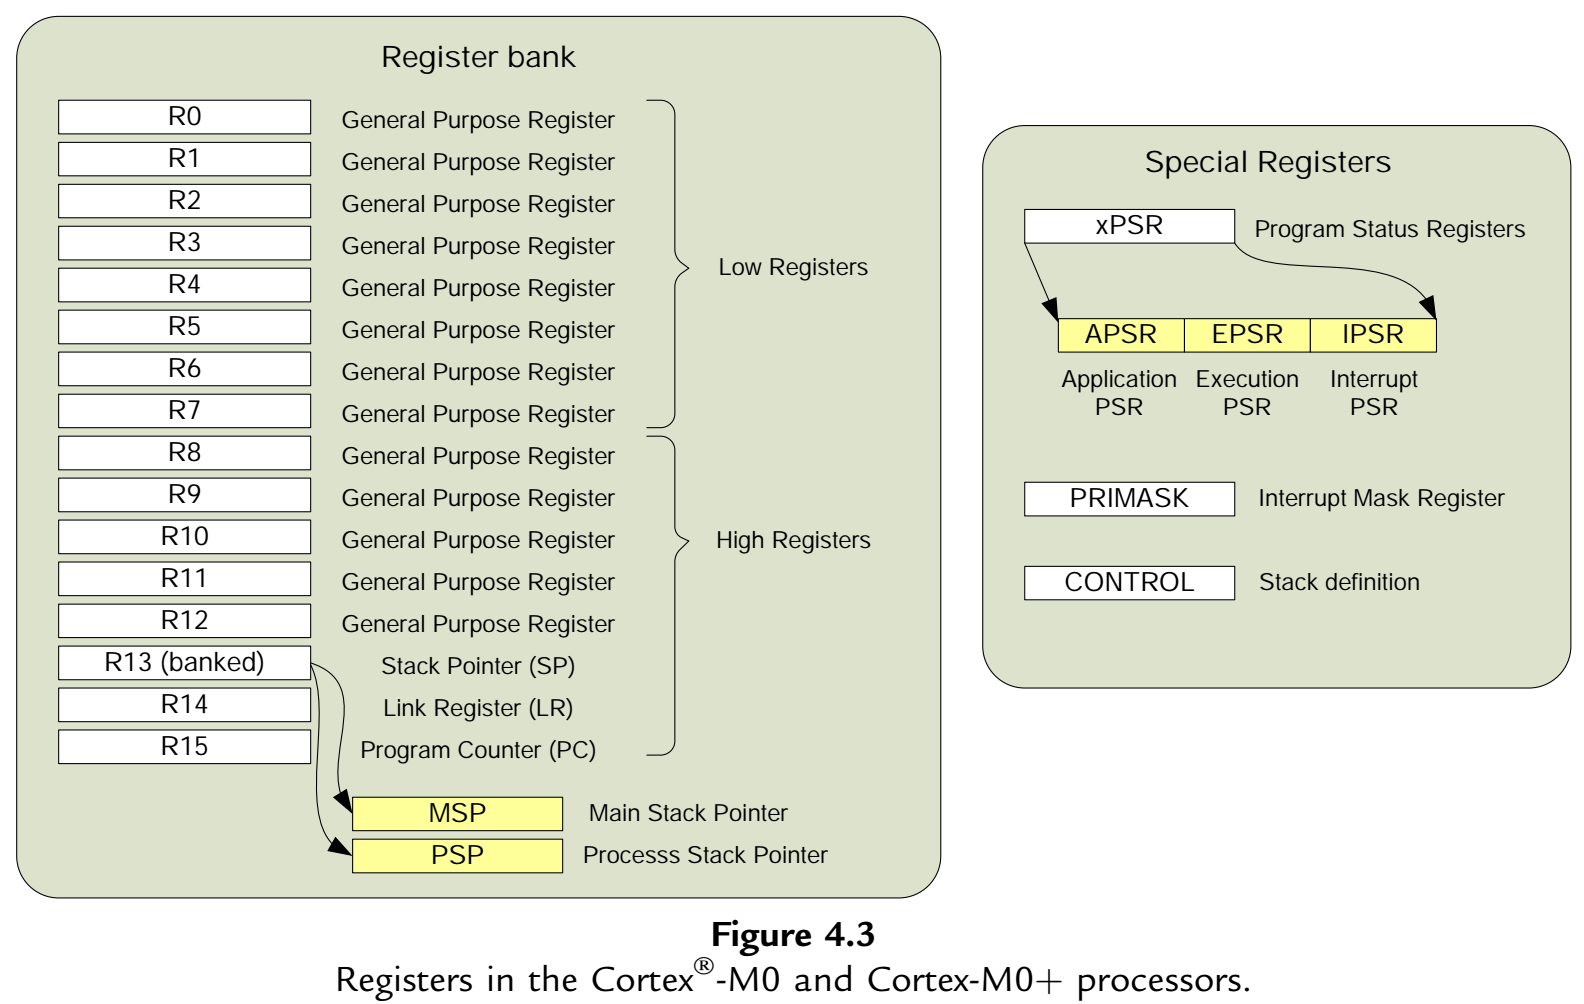 Register bank
R0 General Purpose Register
R1 General Purpose Register
R2 General Purpose Register
R3 General Purpose Register
R4 General Purpose Register
R5 General Purpose Register
R6 General Purpose Register
R7 General Purpose Register
Low Registers
R8 General Purpose Register
R9 General Purpose Register
R10 General Purpose Register
R11 General Purpose Register
R12 General Purpose Register
R13 (banked) Stack Pointer (SP)
R14 Link Register (LR)
R15 Program Counter (PC)
High Registers
MSP Main Stack Pointer
PSP Processs Stack Pointer
Special Registers
xPSR Program Status Registers
APSR EPSR IPSR
Application Execution Interrupt
PSR PSR PSR
PRIMASK Interrupt Mask Register
CONTROL Stack definition
Figure 4.3
Registers in the Cortex®-M0 and Cortex-M0+ processors.